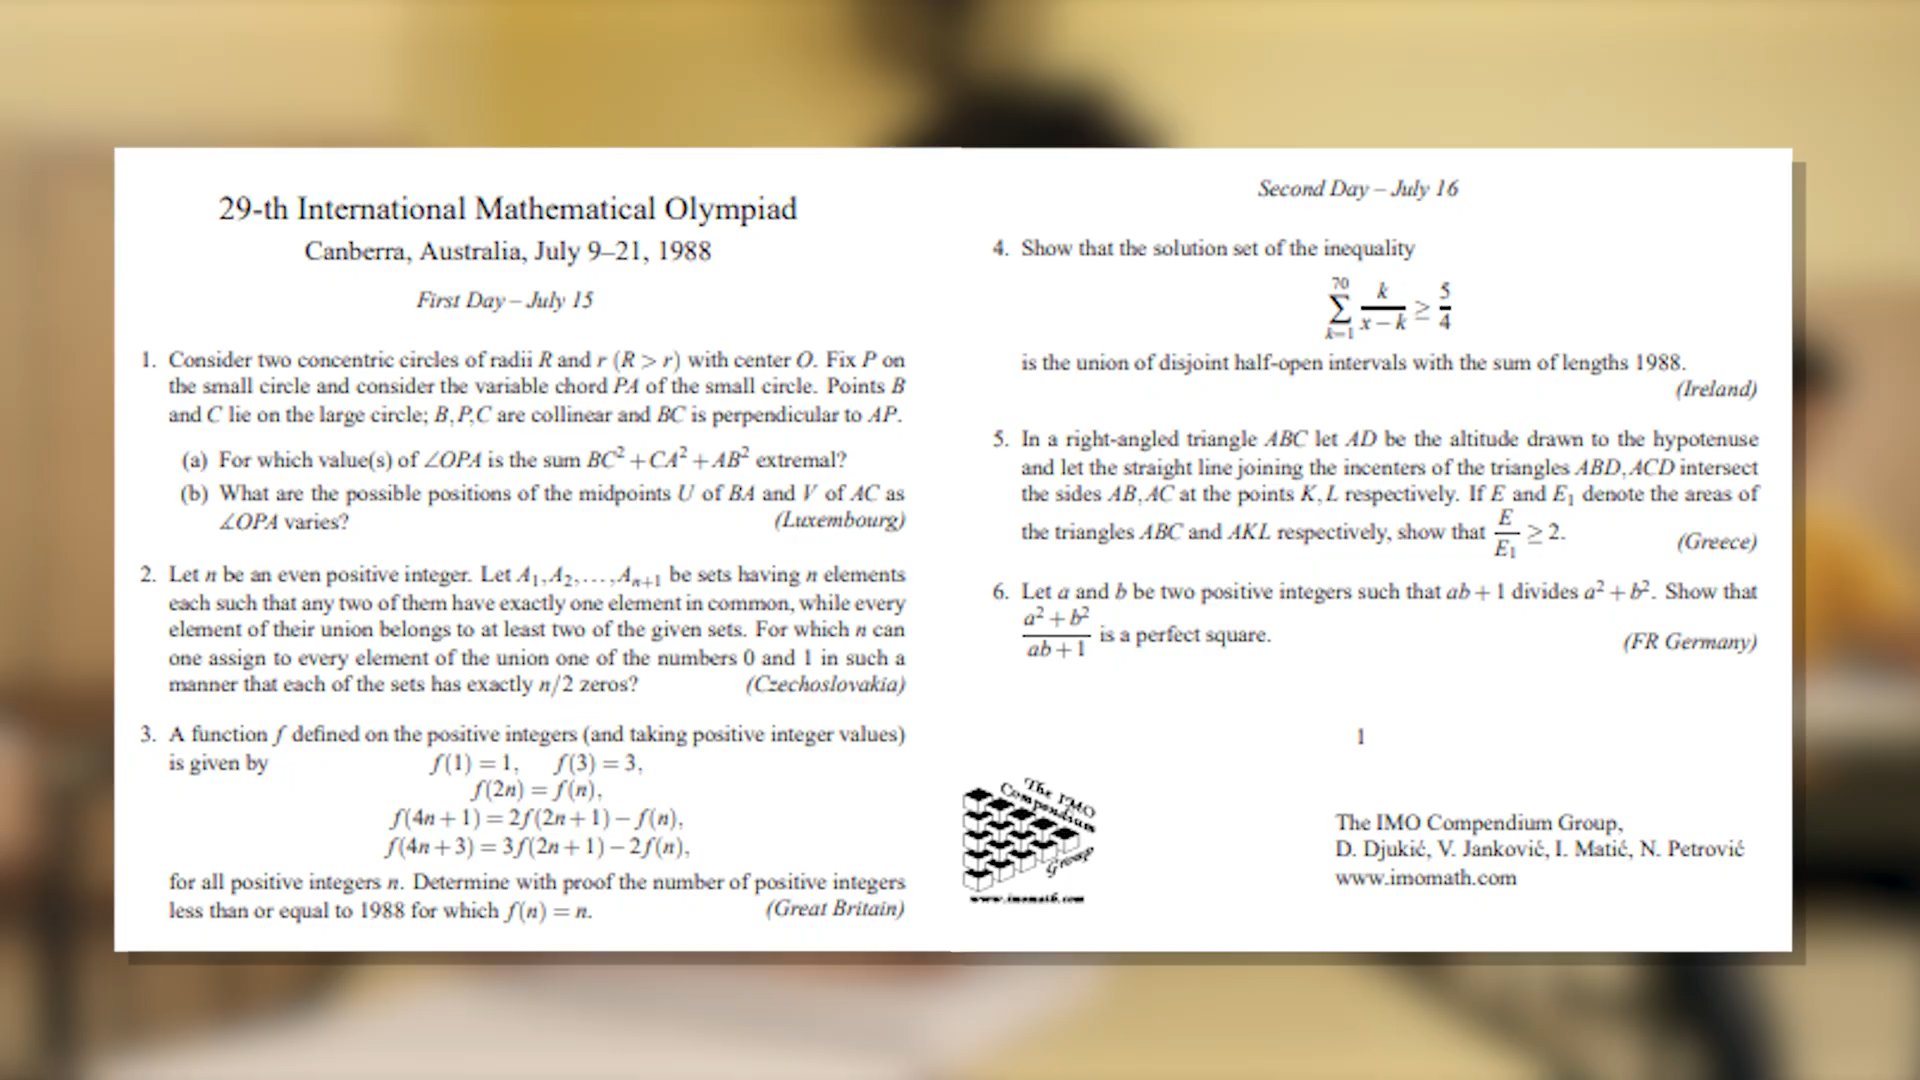 29-th International Mathematical Olympiad
Canberra, Australia, July 9–21, 1988
First Day – July 15
1. Consider two concentric circles of radii R and r (R > r) with center O. Fix P on
the small circle and consider the variable chord PA of the small circle. Points B
and C lie on the large circle; B,P,C are collinear and BC is perpendicular to AP.
(a) For which value(s) of ∠OPA is the sum BC² + CA² + AB² extremal?
(b) What are the possible positions of the midpoints U of BA and V of AC as
∠OPA varies? (Luxembourg)
2. Let n be an even positive integer. Let A₁,A₂,…,Aₙ₊₁ be sets having n elements
each such that any two of them have exactly one element in common, while every
element of their union belongs to at least two of the given sets. For which n can
one assign to every element of the union one of the numbers 0 and 1 in such a
manner that each of the sets has exactly n/2 zeros? (Czechoslovakia)
3. A function f defined on the positive integers (and taking positive integer values)
is given by f(1) = 1, f(3) = 3,
f(2n) = f(n),
f(4n+1) = 2f(2n+1) − f(n),
f(4n+3) = 3f(2n+1) − 2f(n),
for all positive integers n. Determine with proof the number of positive integers
less than or equal to 1988 for which f(n) = n. (Great Britain)
Second Day – July 16
4. Show that the solution set of the inequality
70 k 5
∑ — ≥ —
k=1 x − k 4
is the union of disjoint half-open intervals with the sum of lengths 1988.
(Ireland)
5. In a right-angled triangle ABC let AD be the altitude drawn to the hypotenuse
and let the straight line joining the incenters of the triangles ABD,ACD intersect
the sides AB,AC at the points K,L respectively. If E and E₁ denote the areas of
the triangles ABC and AKL respectively, show that E/E₁ ≥ 2. (Greece)
6. Let a and b be two positive integers such that ab + 1 divides a² + b². Show that
(a² + b²)/(ab + 1) is a perfect square. (FR Germany)
1
The IMO
Compendium
Group
www.imomath.com
The IMO Compendium Group,
D. Djukić, V. Janković, I. Matić, N. Petrović
www.imomath.com